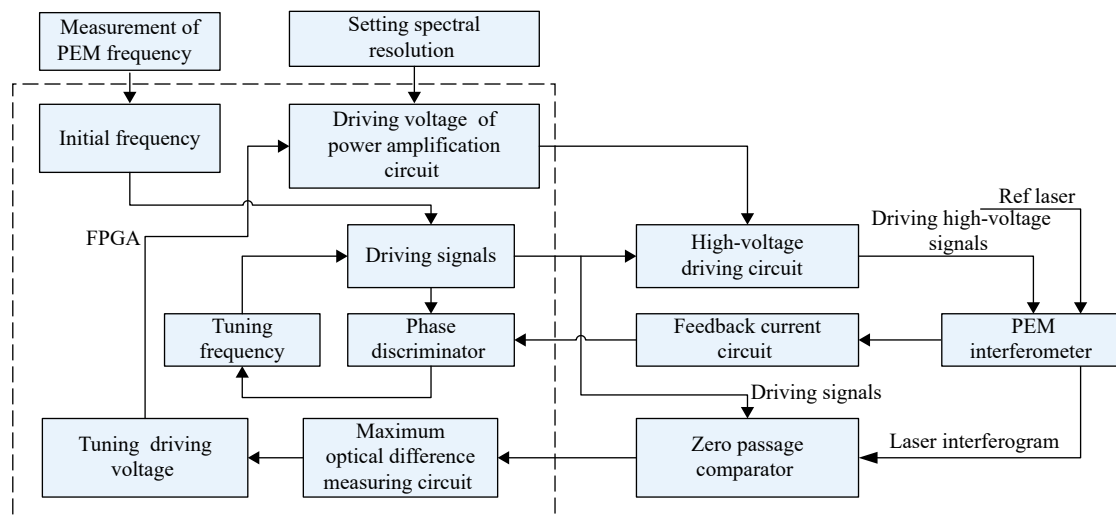 Measurement of
PEM frequency
Setting spectral
resolution
Initial frequency
Driving voltage of
power amplification
circuit
Ref laser
Driving high-voltage
signals
FPGA
Driving signals
High-voltage
driving circuit
Tuning
frequency
Phase
discriminator
Feedback current
circuit
PEM
interferometer
Driving signals
Tuning driving
voltage
Maximum
optical difference
measuring circuit
Zero passage
comparator
Laser interferogram